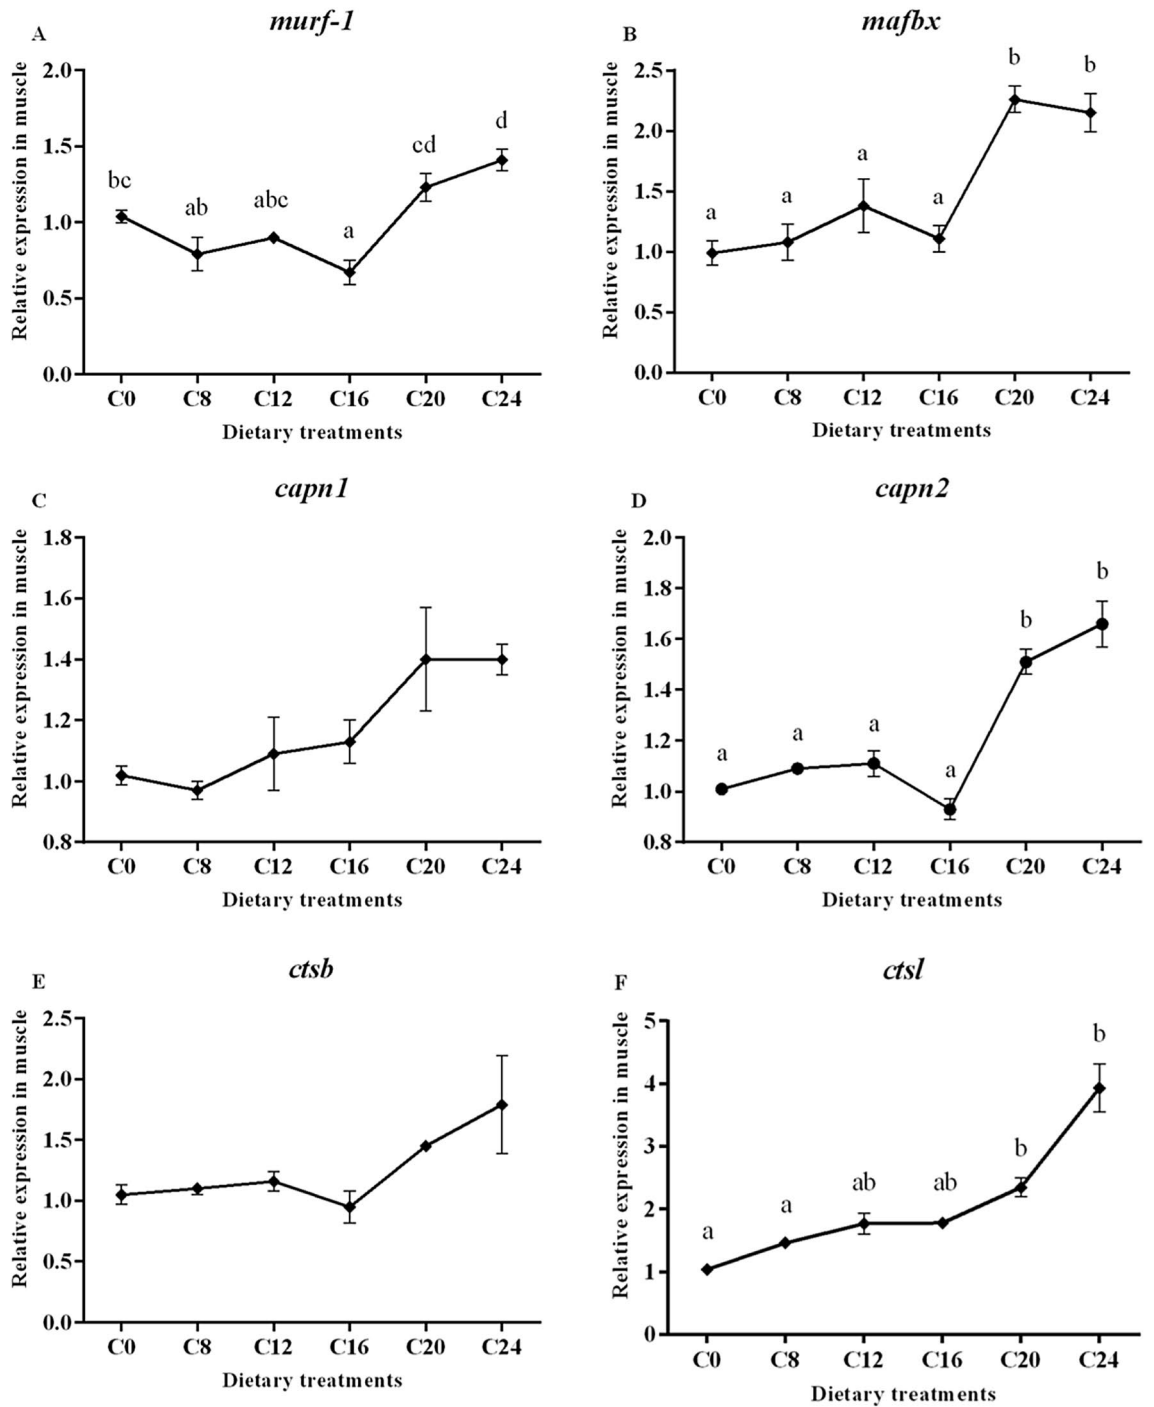 A
murf-1
Relative expression in muscle
2.0
1.5
1.0
0.5
0.0
bc
ab
abc
a
cd
d
C0 C8 C12 C16 C20 C24
Dietary treatments
B
mafbx
Relative expression in muscle
2.5
2.0
1.5
1.0
0.5
0.0
a
a
a
a
b
b
C0 C8 C12 C16 C20 C24
Dietary treatments
C
capn1
Relative expression in muscle
1.8
1.6
1.4
1.2
1.0
0.8
C0 C8 C12 C16 C20 C24
Dietary treatments
D
capn2
Relative expression in muscle
2.0
1.8
1.6
1.4
1.2
1.0
0.8
a
a
a
a
b
b
C0 C8 C12 C16 C20 C24
Dietary treatments
E
ctsb
Relative expression in muscle
2.5
2.0
1.5
1.0
0.5
0.0
C0 C8 C12 C16 C20 C24
Dietary treatments
F
ctsl
Relative expression in muscle
5
4
3
2
1
0
a
a
ab
ab
b
b
C0 C8 C12 C16 C20 C24
Dietary treatments